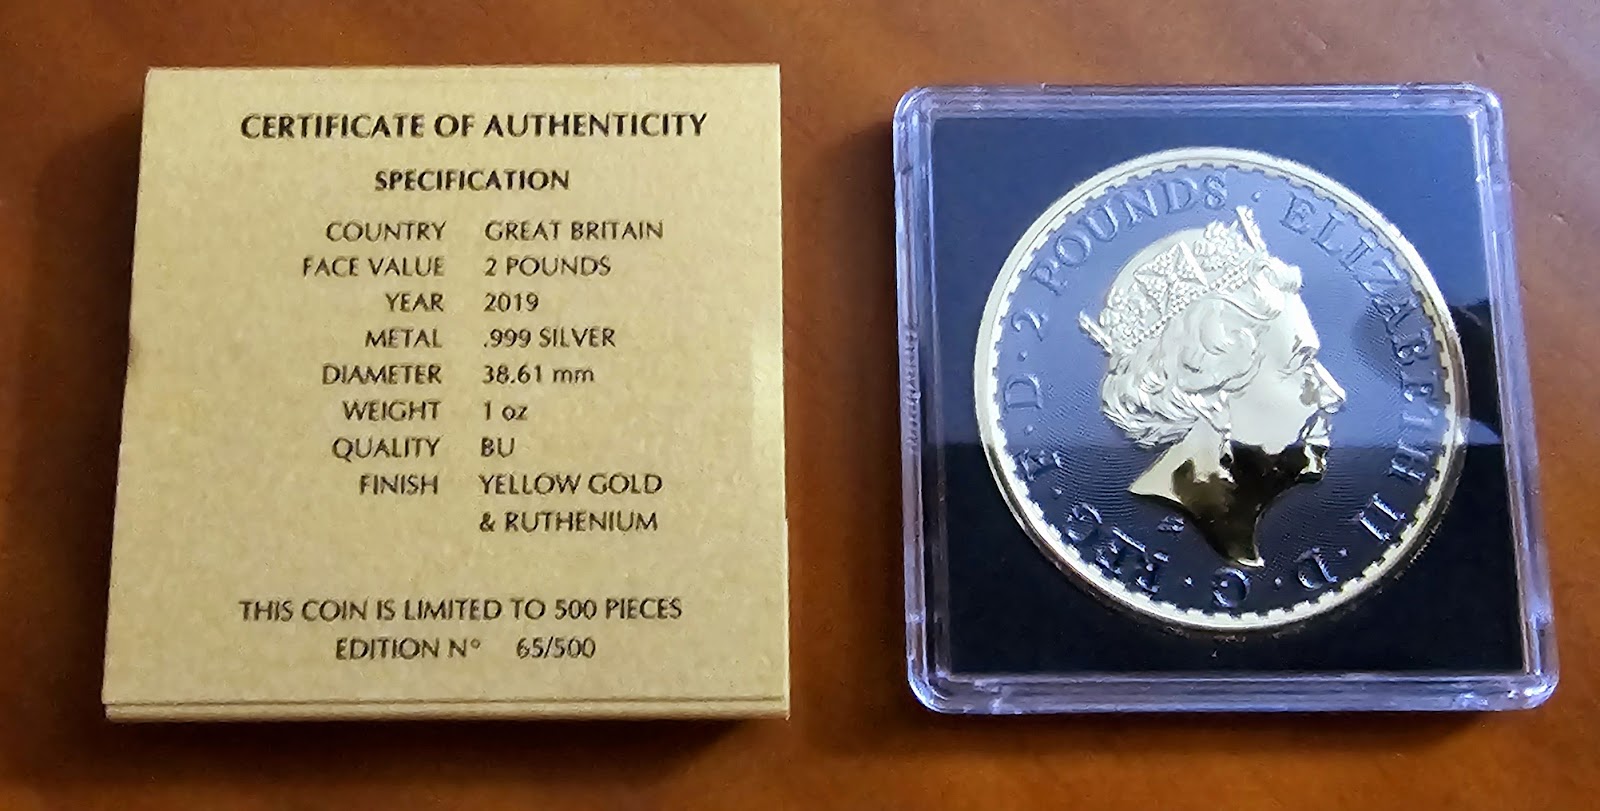 CERTIFICATE OF AUTHENTICITY
SPECIFICATION
COUNTRY GREAT BRITAIN
FACE VALUE 2 POUNDS
YEAR 2019
METAL .999 SILVER
DIAMETER 38.61 mm
WEIGHT 1 oz
QUALITY BU
FINISH YELLOW GOLD
& RUTHENIUM
THIS COIN IS LIMITED TO 500 PIECES
EDITION Nº 65/500
ELIZABETH II · D · G · REG · F · D · 2 POUNDS ·